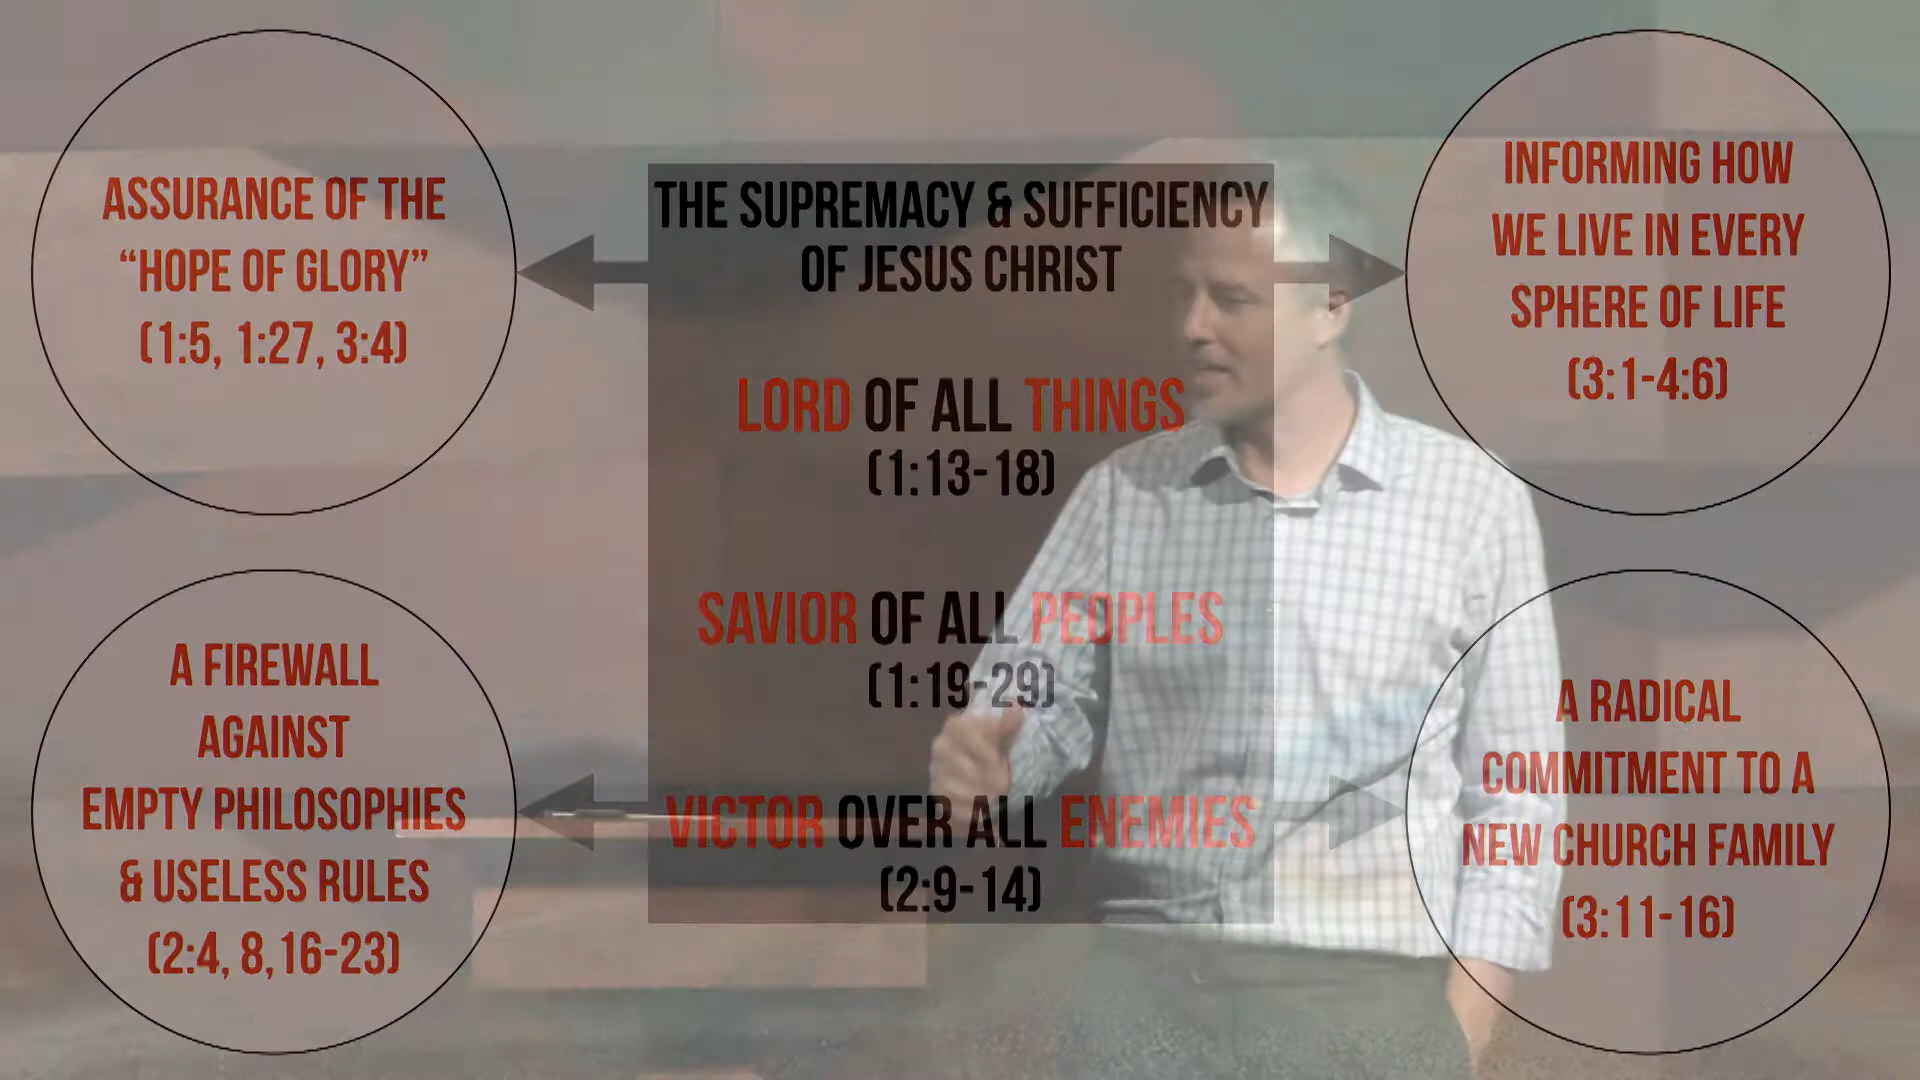 ASSURANCE OF THE
“HOPE OF GLORY”
(1:5, 1:27, 3:4)
A FIREWALL
AGAINST
EMPTY PHILOSOPHIES
& USELESS RULES
(2:4, 8,16-23)
THE SUPREMACY & SUFFICIENCY
OF JESUS CHRIST
LORD OF ALL THINGS
(1:13-18)
SAVIOR OF ALL PEOPLES
(1:19-29)
VICTOR OVER ALL ENEMIES
(2:9-14)
INFORMING HOW
WE LIVE IN EVERY
SPHERE OF LIFE
(3:1-4:6)
A RADICAL
COMMITMENT TO A
NEW CHURCH FAMILY
(3:11-16)